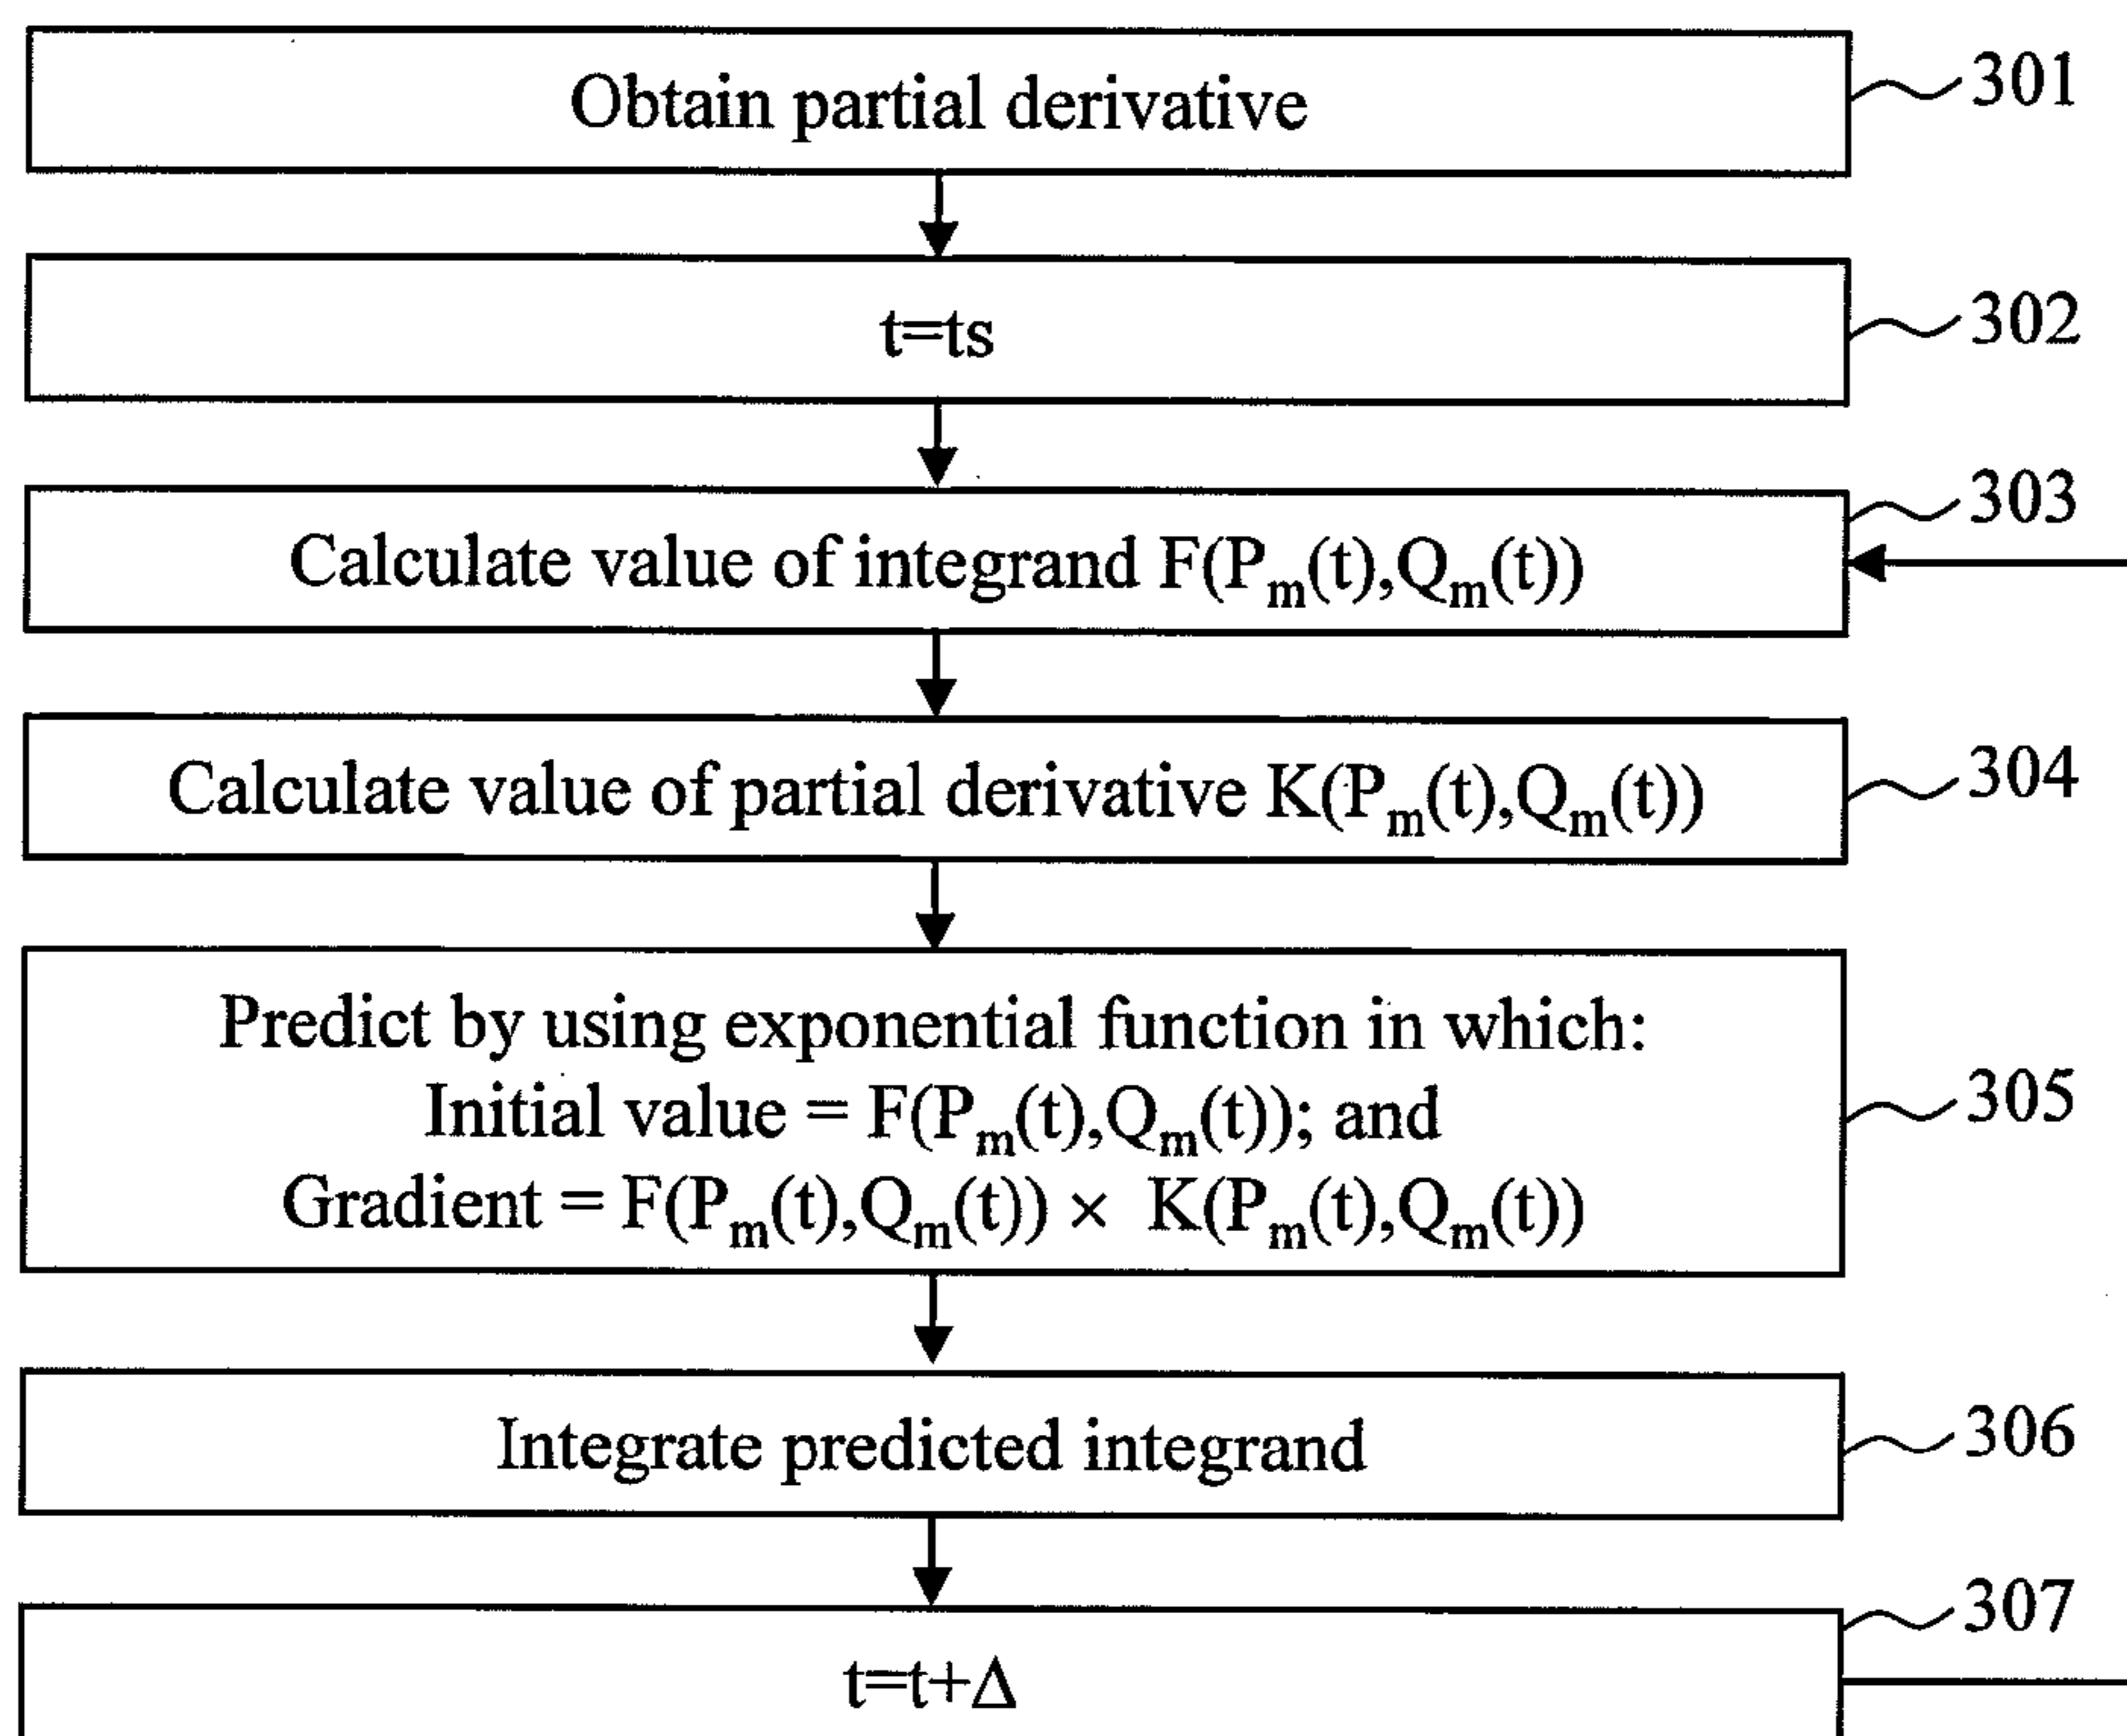 Obtain partial derivative
301
t=ts
302
Calculate value of integrand F(Pm(t),Qm(t))
303
Calculate value of partial derivative K(Pm(t),Qm(t))
304
Predict by using exponential function in which:
Initial value = F(Pm(t),Qm(t)); and
Gradient = F(Pm(t),Qm(t)) × K(Pm(t),Qm(t))
305
Integrate predicted integrand
306
t=t+Δ
307